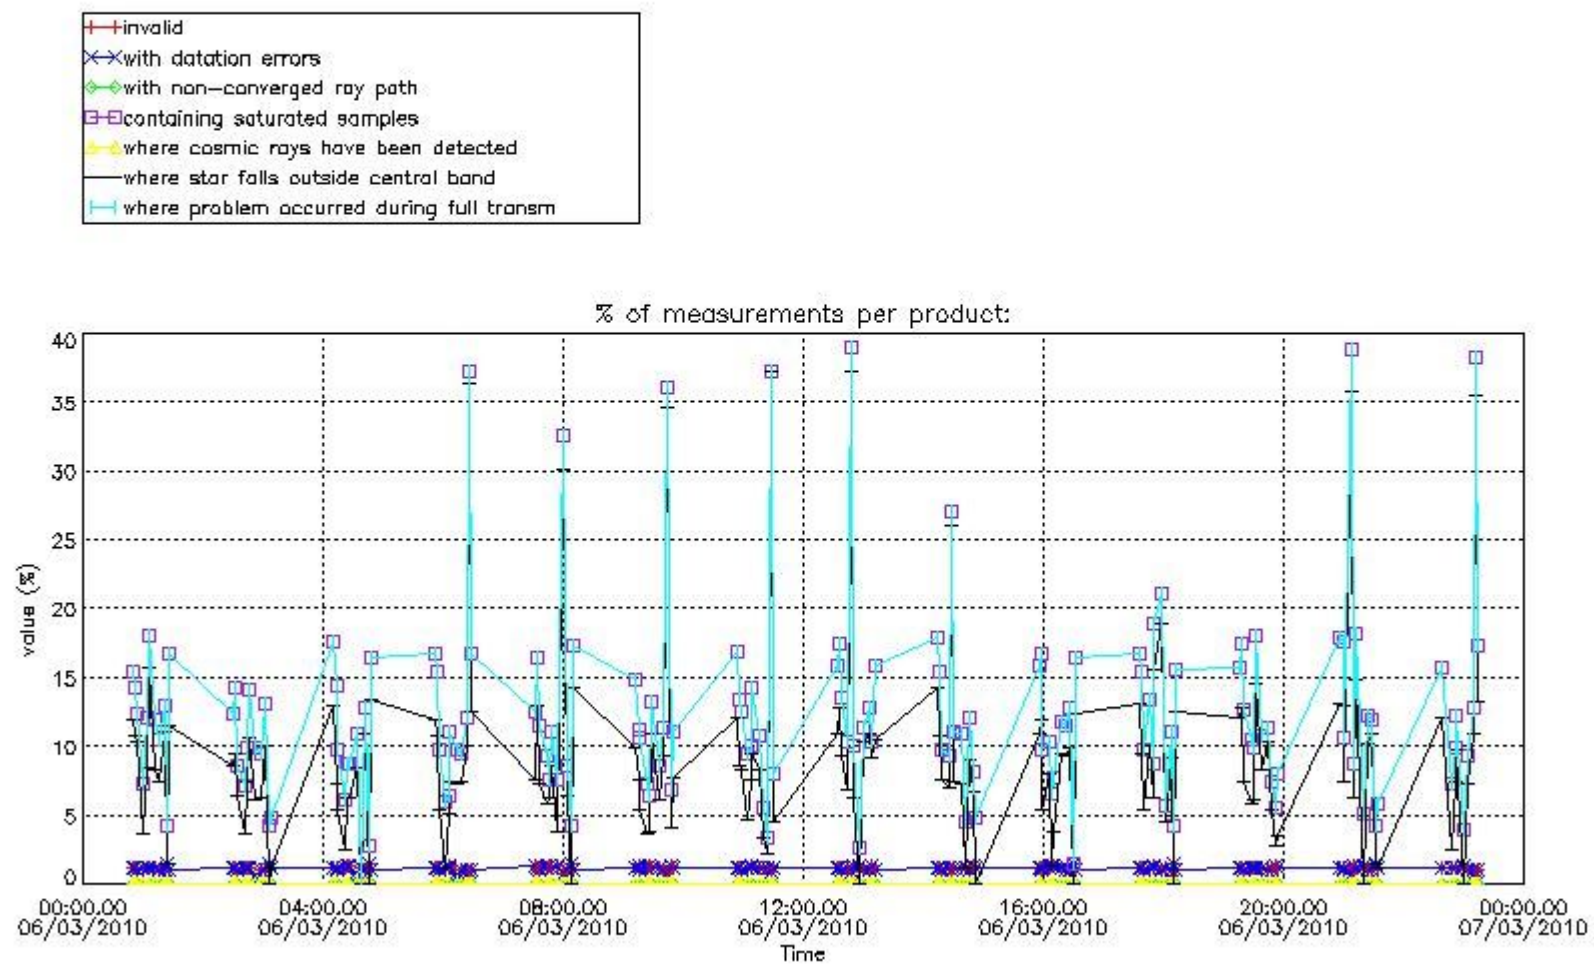 invalid
with datation errors
with non-converged ray path
containing saturated samples
where cosmic rays have been detected
where star falls outside central band
where problem occurred during full transm
% of measurements per product:
40
35
30
25
20
15
10
5
0
value (%)
00:00:00 04:00:00 08:00:00 12:00:00 16:00:00 20:00:00 00:00:00
06/03/2010 06/03/2010 06/03/2010 06/03/2010 06/03/2010 06/03/2010 07/03/2010
Time